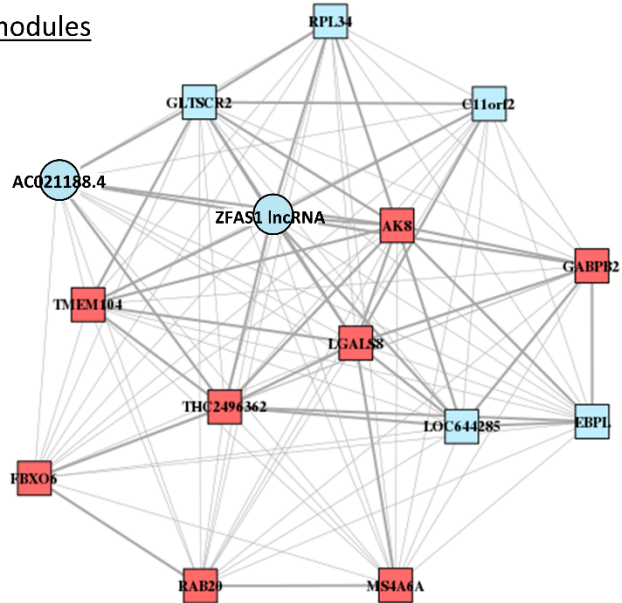 modules
RPL34
GLTSCR2
C11orf2
AC021188.4
ZFAS1 lncRNA
AK8
GABPB2
TMEM104
LGALS8
THC2496362
LOC644285
EBPL
FBXO6
RAB20
MS4A6A